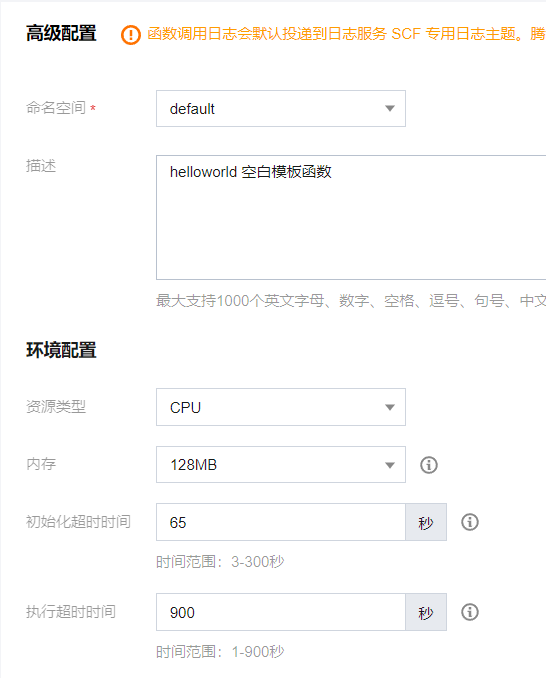 高级配置 函数调用日志会默认投递到日志服务 SCF 专用日志主题。腾
命名空间 * default
描述 helloworld 空白模板函数
最大支持1000个英文字母、数字、空格、逗号、句号、中文
环境配置
资源类型 CPU
内存 128MB
初始化超时时间 65 秒
时间范围：3-300秒
执行超时时间 900 秒
时间范围：1-900秒